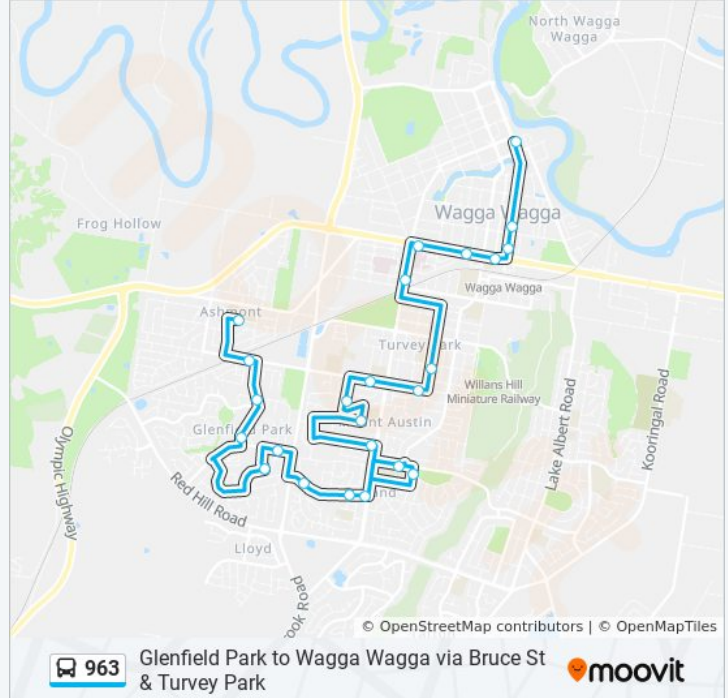 North Wagga
Wagga
Frog Hollow
Wagga Wagga
Wagga Wagga
Ashmont
Turvey Park
Willans Hill
Miniature Railway
Glenfield Park
Mount Austin
Lake Albert Road
Kooringal Road
Olympic Highway
Red Hill Road
Lloyd
© OpenStreetMap contributors | © OpenMapTiles
963
Glenfield Park to Wagga Wagga via Bruce St
& Turvey Park
moovit